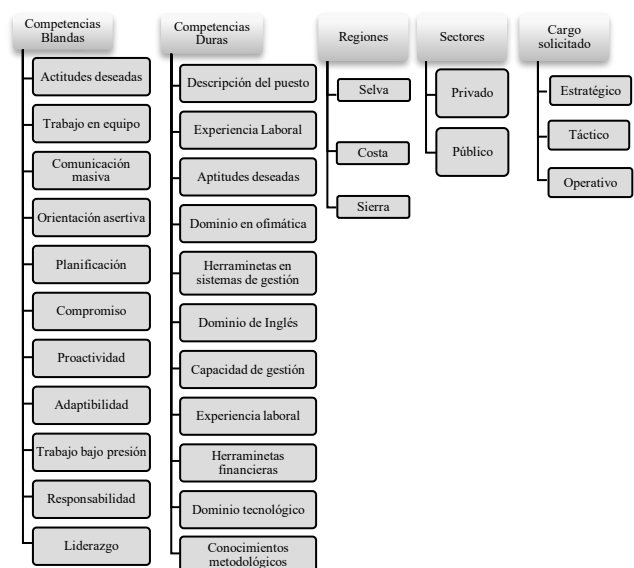 Competencias
Blandas
Actitudes deseadas
Trabajo en equipo
Comunicación
masiva
Orientación asertiva
Planificación
Compromiso
Proactividad
Adaptibilidad
Trabajo bajo presión
Responsabilidad
Liderazgo
Competencias
Duras
Descripción del puesto
Experiencia Laboral
Aptitudes deseadas
Dominio en ofimática
Herraminetas en
sistemas de gestión
Dominio de Inglés
Capacidad de gestión
Experiencia laboral
Herraminetas
financieras
Dominio tecnológico
Conocimientos
metodológicos
Regiones
Selva
Costa
Sierra
Sectores
Privado
Público
Cargo
solicitado
Estratégico
Táctico
Operativo